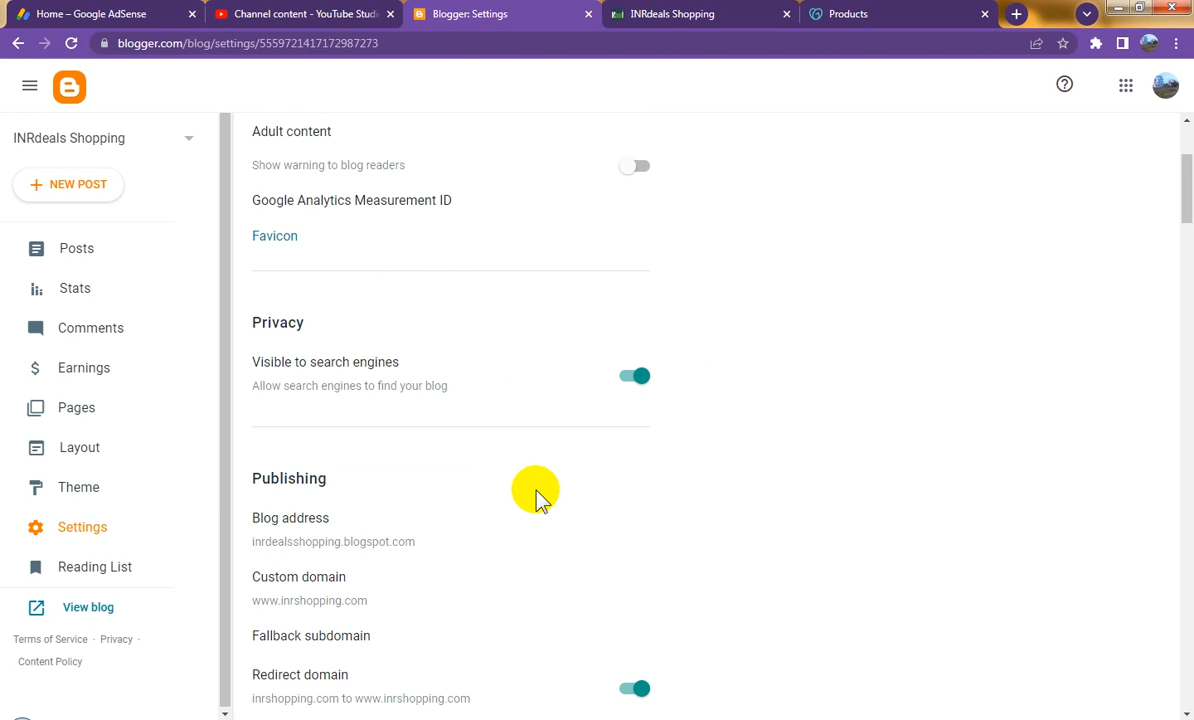 Home – Google AdSense
Channel content - YouTube Studi
Blogger: Settings
INRdeals Shopping
Products
blogger.com/blog/settings/5559721417172987273
INRdeals Shopping
NEW POST
Posts
Stats
Comments
Earnings
Pages
Layout
Theme
Settings
Reading List
View blog
Terms of Service · Privacy ·
Content Policy
Adult content
Show warning to blog readers
Google Analytics Measurement ID
Favicon
Privacy
Visible to search engines
Allow search engines to find your blog
Publishing
Blog address
inrdealsshopping.blogspot.com
Custom domain
www.inrshopping.com
Fallback subdomain
Redirect domain
inrshopping.com to www.inrshopping.com